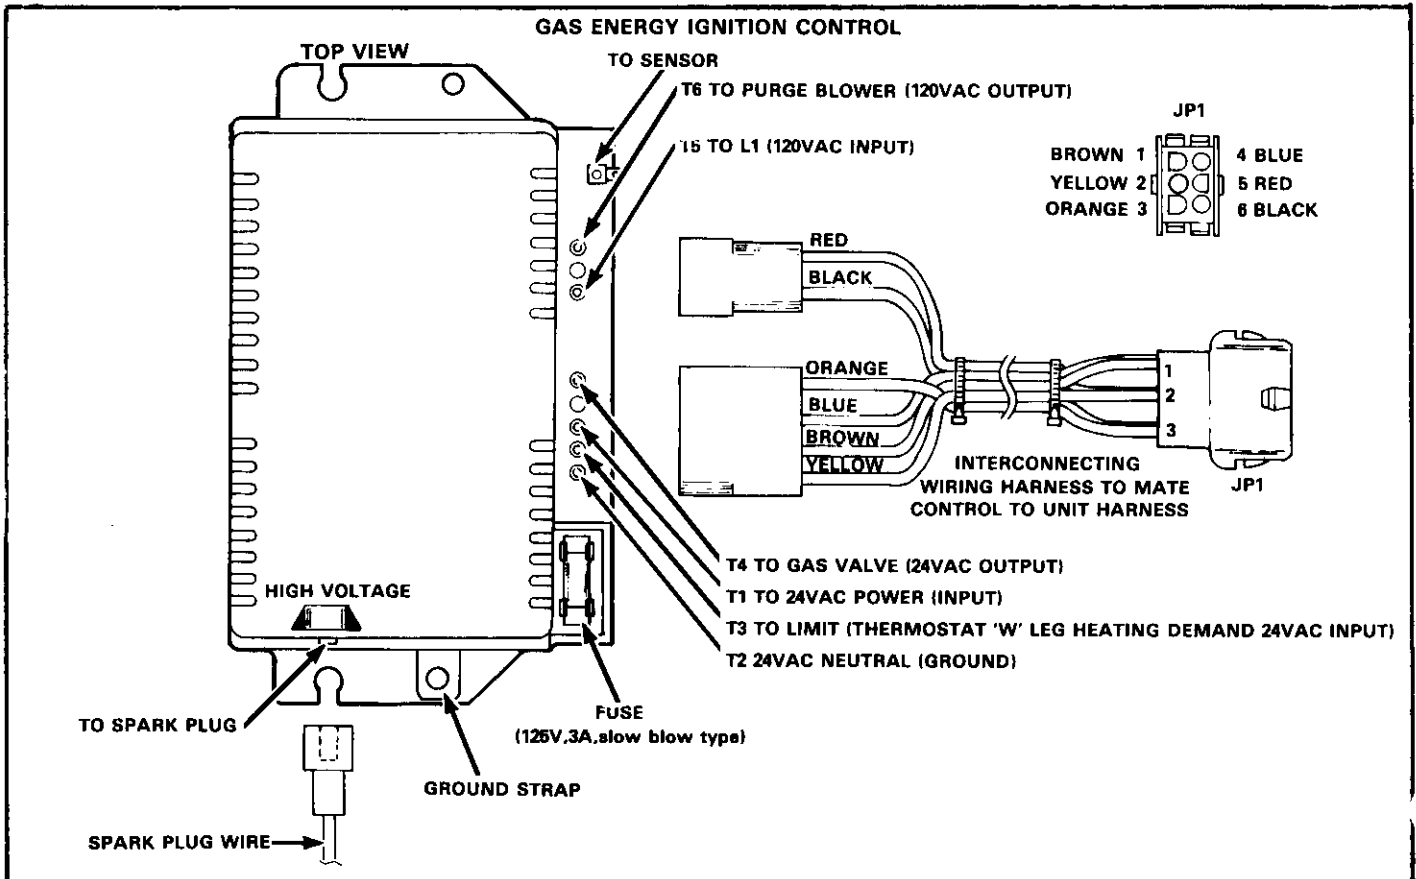 GAS ENERGY IGNITION CONTROL
TOP VIEW
TO SENSOR
T6 TO PURGE BLOWER (120VAC OUTPUT)
T5 TO L1 (120VAC INPUT)
JP1
BROWN 1
4 BLUE
YELLOW 2
5 RED
ORANGE 3
6 BLACK
RED
BLACK
ORANGE
BLUE
BROWN
YELLOW
1
2
3
JP1
INTERCONNECTING
WIRING HARNESS TO MATE
CONTROL TO UNIT HARNESS
T4 TO GAS VALVE (24VAC OUTPUT)
T1 TO 24VAC POWER (INPUT)
T3 TO LIMIT (THERMOSTAT 'W' LEG HEATING DEMAND 24VAC INPUT)
T2 24VAC NEUTRAL (GROUND)
HIGH VOLTAGE
TO SPARK PLUG
FUSE
(125V,3A,slow blow type)
GROUND STRAP
SPARK PLUG WIRE